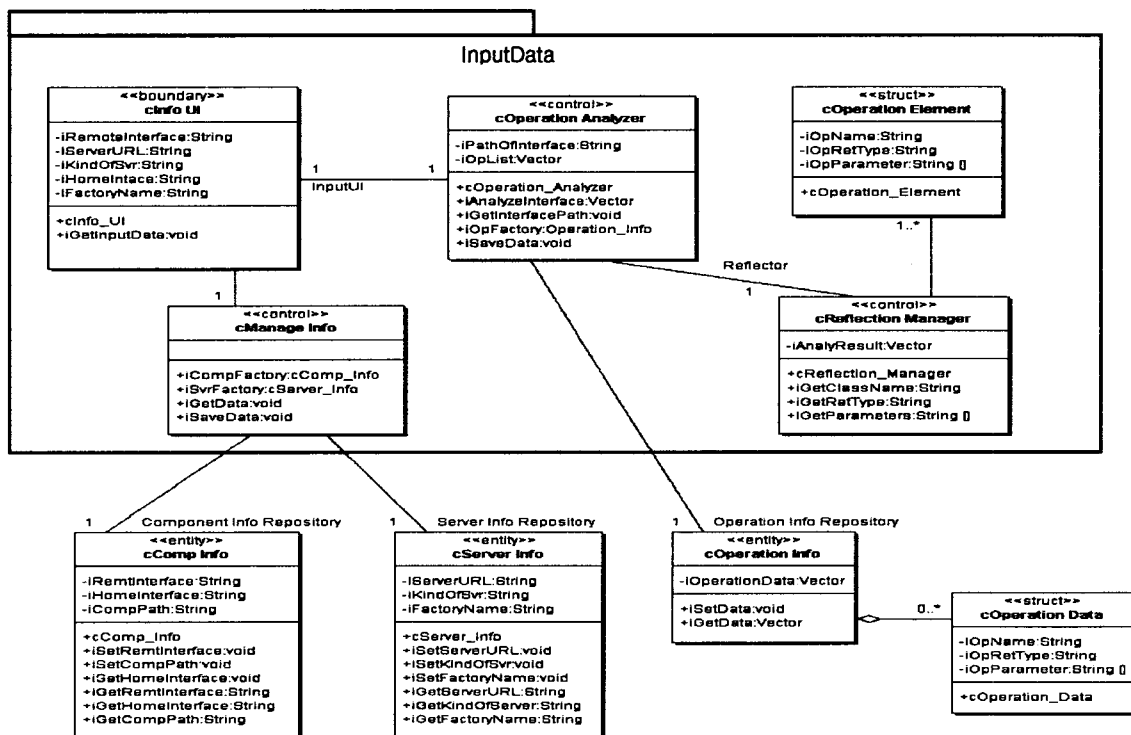 InputData
<<boundary>>
cInfo UI
-iRemoteInterface:String
-iServerURL:String
-iKindOfSvr:String
-iHomeIntace:String
-iFactoryName:String
+cInfo_UI
+iGetInputData:void
<<control>>
cOperation Analyzer
-iPathOfInterface:String
-iOpList:Vector
+cOperation_Analyzer
+iAnalyzeInterface:Vector
+iGetInterfacePath:void
+iOpFactory:Operation_Info
+iSaveData:void
<<struct>>
cOperation Element
-iOpName:String
-iOpRetType:String
-iOpParameter:String []
+cOperation_Element
1
1
InputUI
1..*
Reflector
1
1
<<control>>
cManage Info
+iCompFactory:cComp_Info
+iSvrFactory:cServer_Info
+iGetData:void
+iSaveData:void
<<control>>
cReflection Manager
-iAnalyResult:Vector
+cReflection_Manager
+iGetClassName:String
+iGetRetType:String
+iGetParameters:String []
1
Component Info Repository
1
Server Info Repository
1
Operation Info Repository
<<entity>>
cComp Info
-iRemtInterface:String
-iHomeInterface:String
-iCompPath:String
+cComp_Info
+iSetRemtInterface:void
+iSetCompPath:void
+iSetHomeInterface:void
+iGetRemtInterface:String
+iGetHomeInterface:String
+iGetCompPath:String
<<entity>>
cServer Info
-iServerURL:String
-iKindOfSvr:String
-iFactoryName:String
+cServer_Info
+iSetServerURL:void
+iSetKindOfSvr:void
+iSetFactoryName:void
+iGetServerURL:String
+iGetKindOfServer:String
+iGetFactoryName:String
<<entity>>
cOperation Info
-iOperationData:Vector
+iSetData:void
+iGetData:Vector
0..*
<<struct>>
cOperation Data
-iOpName:String
-iOpRetType:String
-iOpParameter:String []
+cOperation_Data